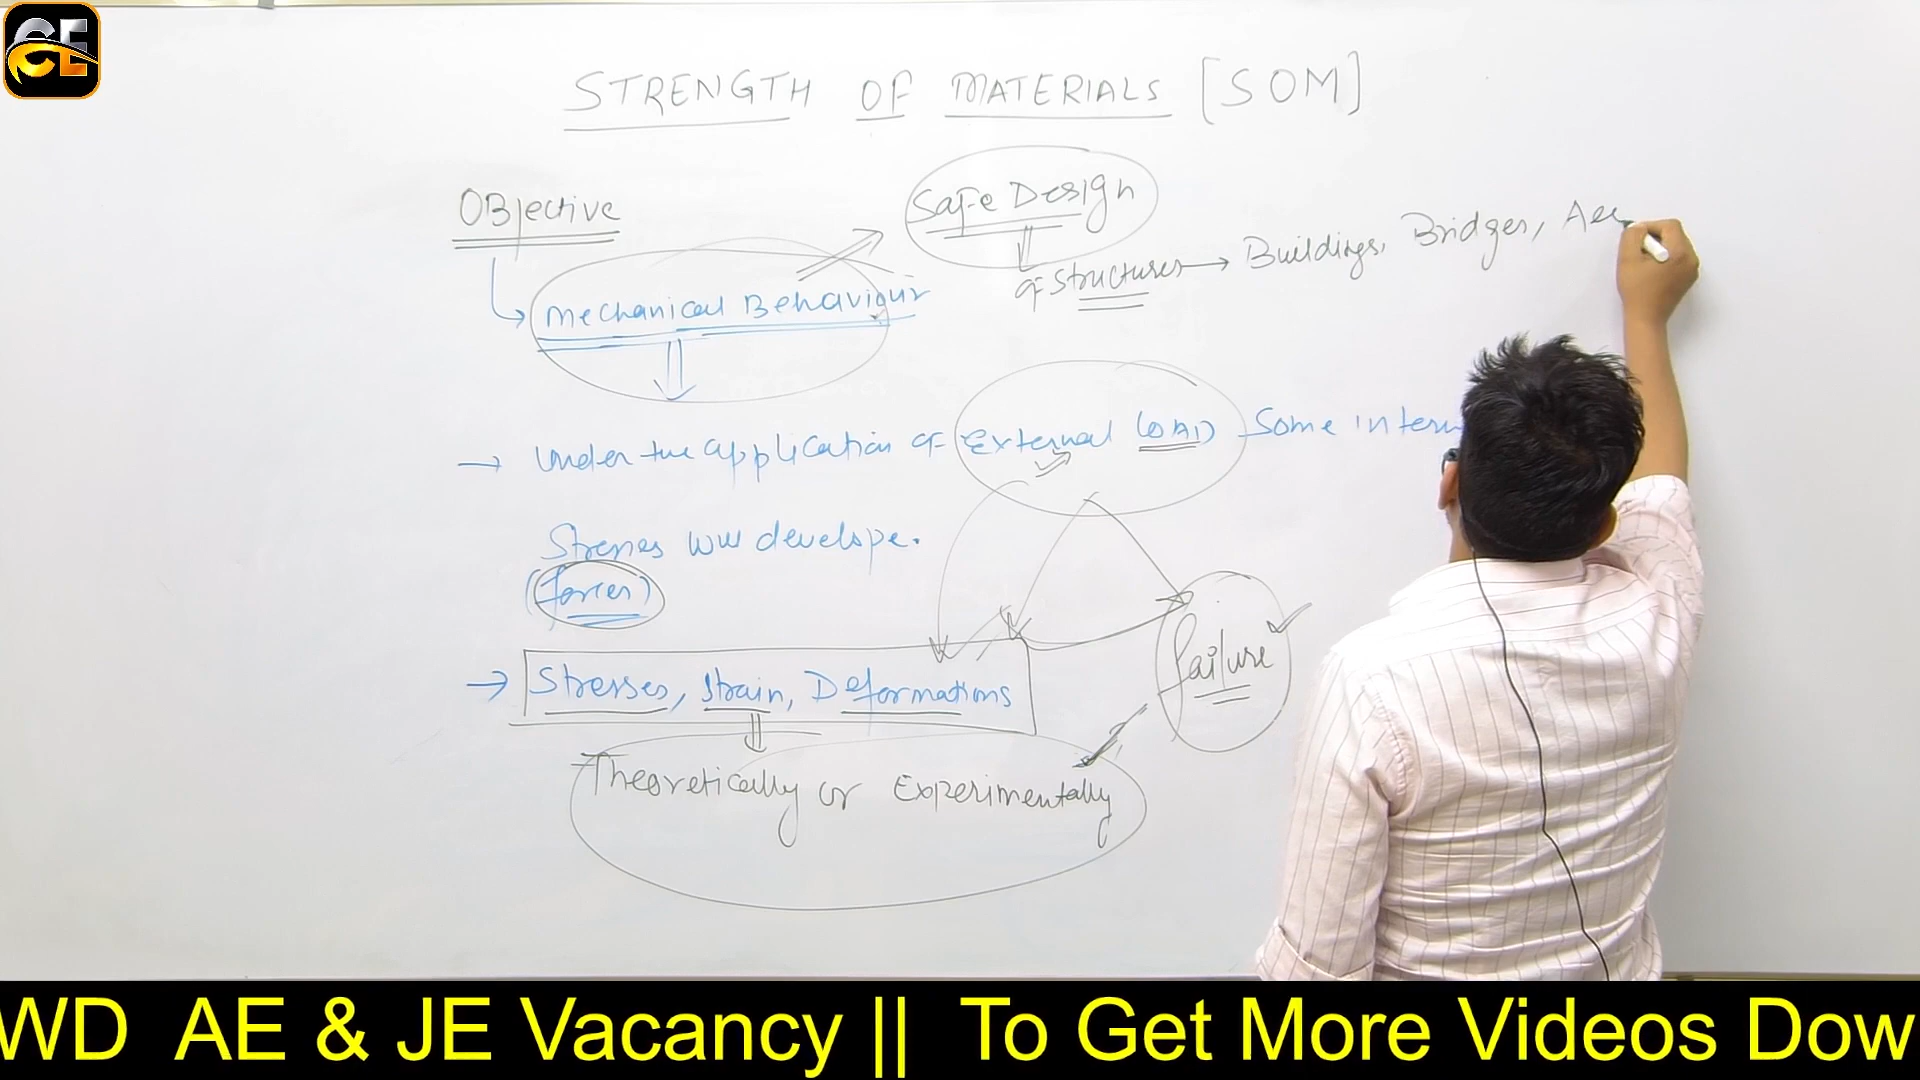 CE
STRENGTH OF MATERIALS [SOM]
OBjective
Safe Design
of Structures → Buildings, Bridges, Ae
Mechanical Behaviour
→ Under the application of External LOAD Some intern
Stresses will develope.
(forces)
→ Stresses, Strain, Deformations
failure
Theoretically or Experimentally
WD AE & JE Vacancy || To Get More Videos Dow